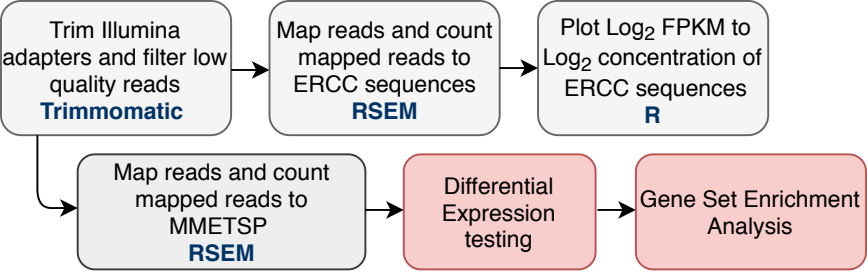 Trim Illumina
adapters and filter low
quality reads
Trimmomatic
Map reads and count
mapped reads to
ERCC sequences
RSEM
Plot Log2 FPKM to
Log2 concentration of
ERCC sequences
R
Map reads and count
mapped reads to
MMETSP
RSEM
Differential
Expression
testing
Gene Set Enrichment
Analysis